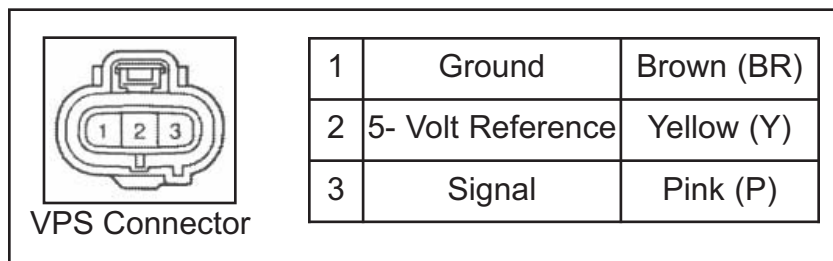 1 2 3
VPS Connector
1 Ground Brown (BR)
2 5- Volt Reference Yellow (Y)
3 Signal Pink (P)